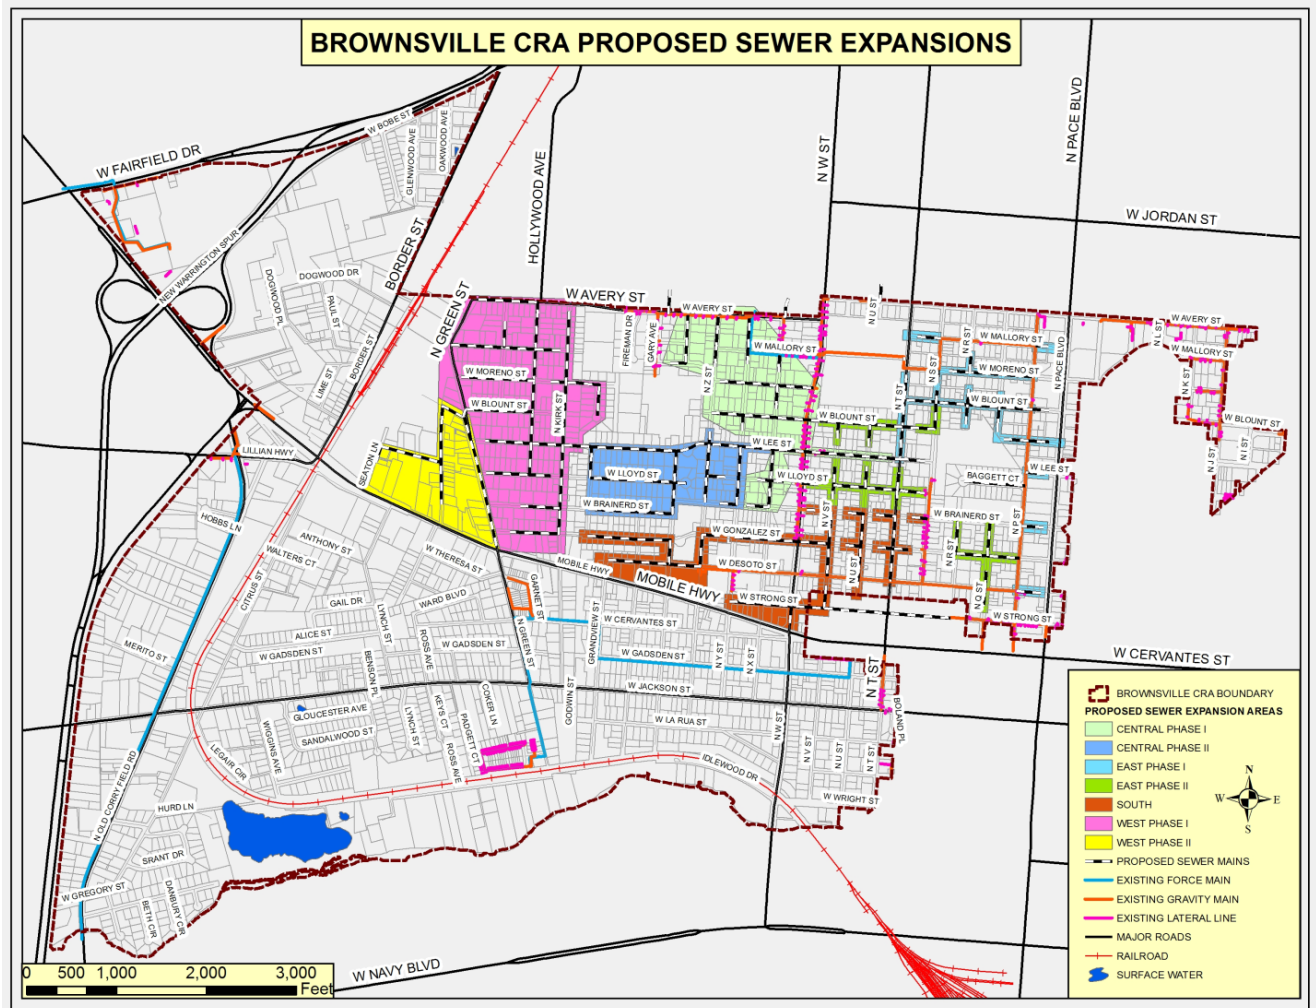 BROWNSVILLE CRA PROPOSED SEWER EXPANSIONS
W BOBE ST
GLENWOOD AVE
OAKWOOD AVE
W FAIRFIELD DR
N W ST
N PACE BLVD
HOLLYWOOD AVE
W JORDAN ST
BORDER ST
NEW WARRINGTON SPUR
DOGWOOD DR
DOGWOOD PL
PAUL ST
LIME ST
BORDER ST
N GREEN ST
W AVERY ST
W AVERY ST
W AVERY ST
FIREMAN DR
GARY AVE
W MALLORY ST
N U ST
N R ST
W MALLORY ST
N L ST
W MALLORY ST
N Z ST
N S ST
N PACE BLVD
W MORENO ST
W MORENO ST
N K ST
W BLOUNT ST
N KIRK ST
W BLOUNT ST
N T ST
W BLOUNT ST
W BLOUNT ST
LILLIAN HWY
SEATON LN
W LEE ST
W LEE ST
N J ST
N I ST
W LLOYD ST
W LLOYD ST
BAGGETT CT
W BRAINERD ST
W BRAINERD ST
N V ST
N P ST
HOBBS LN
ANTHONY ST
WALTERS CT
W THERESA ST
MOBILE HWY
MOBILE HWY
W GONZALEZ ST
W DESOTO ST
N U ST
N R ST
N Q ST
CITRUS ST
GAIL DR
LYNCH ST
WARD BLVD
GARNET ST
W STRONG ST
W STRONG ST
ALICE ST
W GADSDEN ST
ROSS AVE
W GADSDEN ST
N GREEN ST
W CERVANTES ST
GRANDVIEW ST
W GADSDEN ST
N Y ST
N X ST
W CERVANTES ST
MERITO ST
BENSON PL
N T ST
W JACKSON ST
GLOUCESTER AVE
SANDALWOOD ST
WIGGINS AVE
LYNCH ST
KEYS CT
ROSS AVE
PADGETT CT
COKER LN
GODWIN ST
W LA RUA ST
BOLAND PL
N W ST
N V ST
N U ST
N T ST
LEGAIR CIR
IDLEWOOD DR
W WRIGHT ST
N OLD CORRY FIELD RD
HURD LN
SRANT DR
W GREGORY ST
BETH CIR
DANBURY CIR
W NAVY BLVD
0 500 1,000 2,000 3,000
Feet
BROWNSVILLE CRA BOUNDARY
PROPOSED SEWER EXPANSION AREAS
CENTRAL PHASE I
CENTRAL PHASE II
EAST PHASE I
EAST PHASE II
SOUTH
WEST PHASE I
WEST PHASE II
PROPOSED SEWER MAINS
EXISTING FORCE MAIN
EXISTING GRAVITY MAIN
EXISTING LATERAL LINE
MAJOR ROADS
RAILROAD
SURFACE WATER
N
W E
S